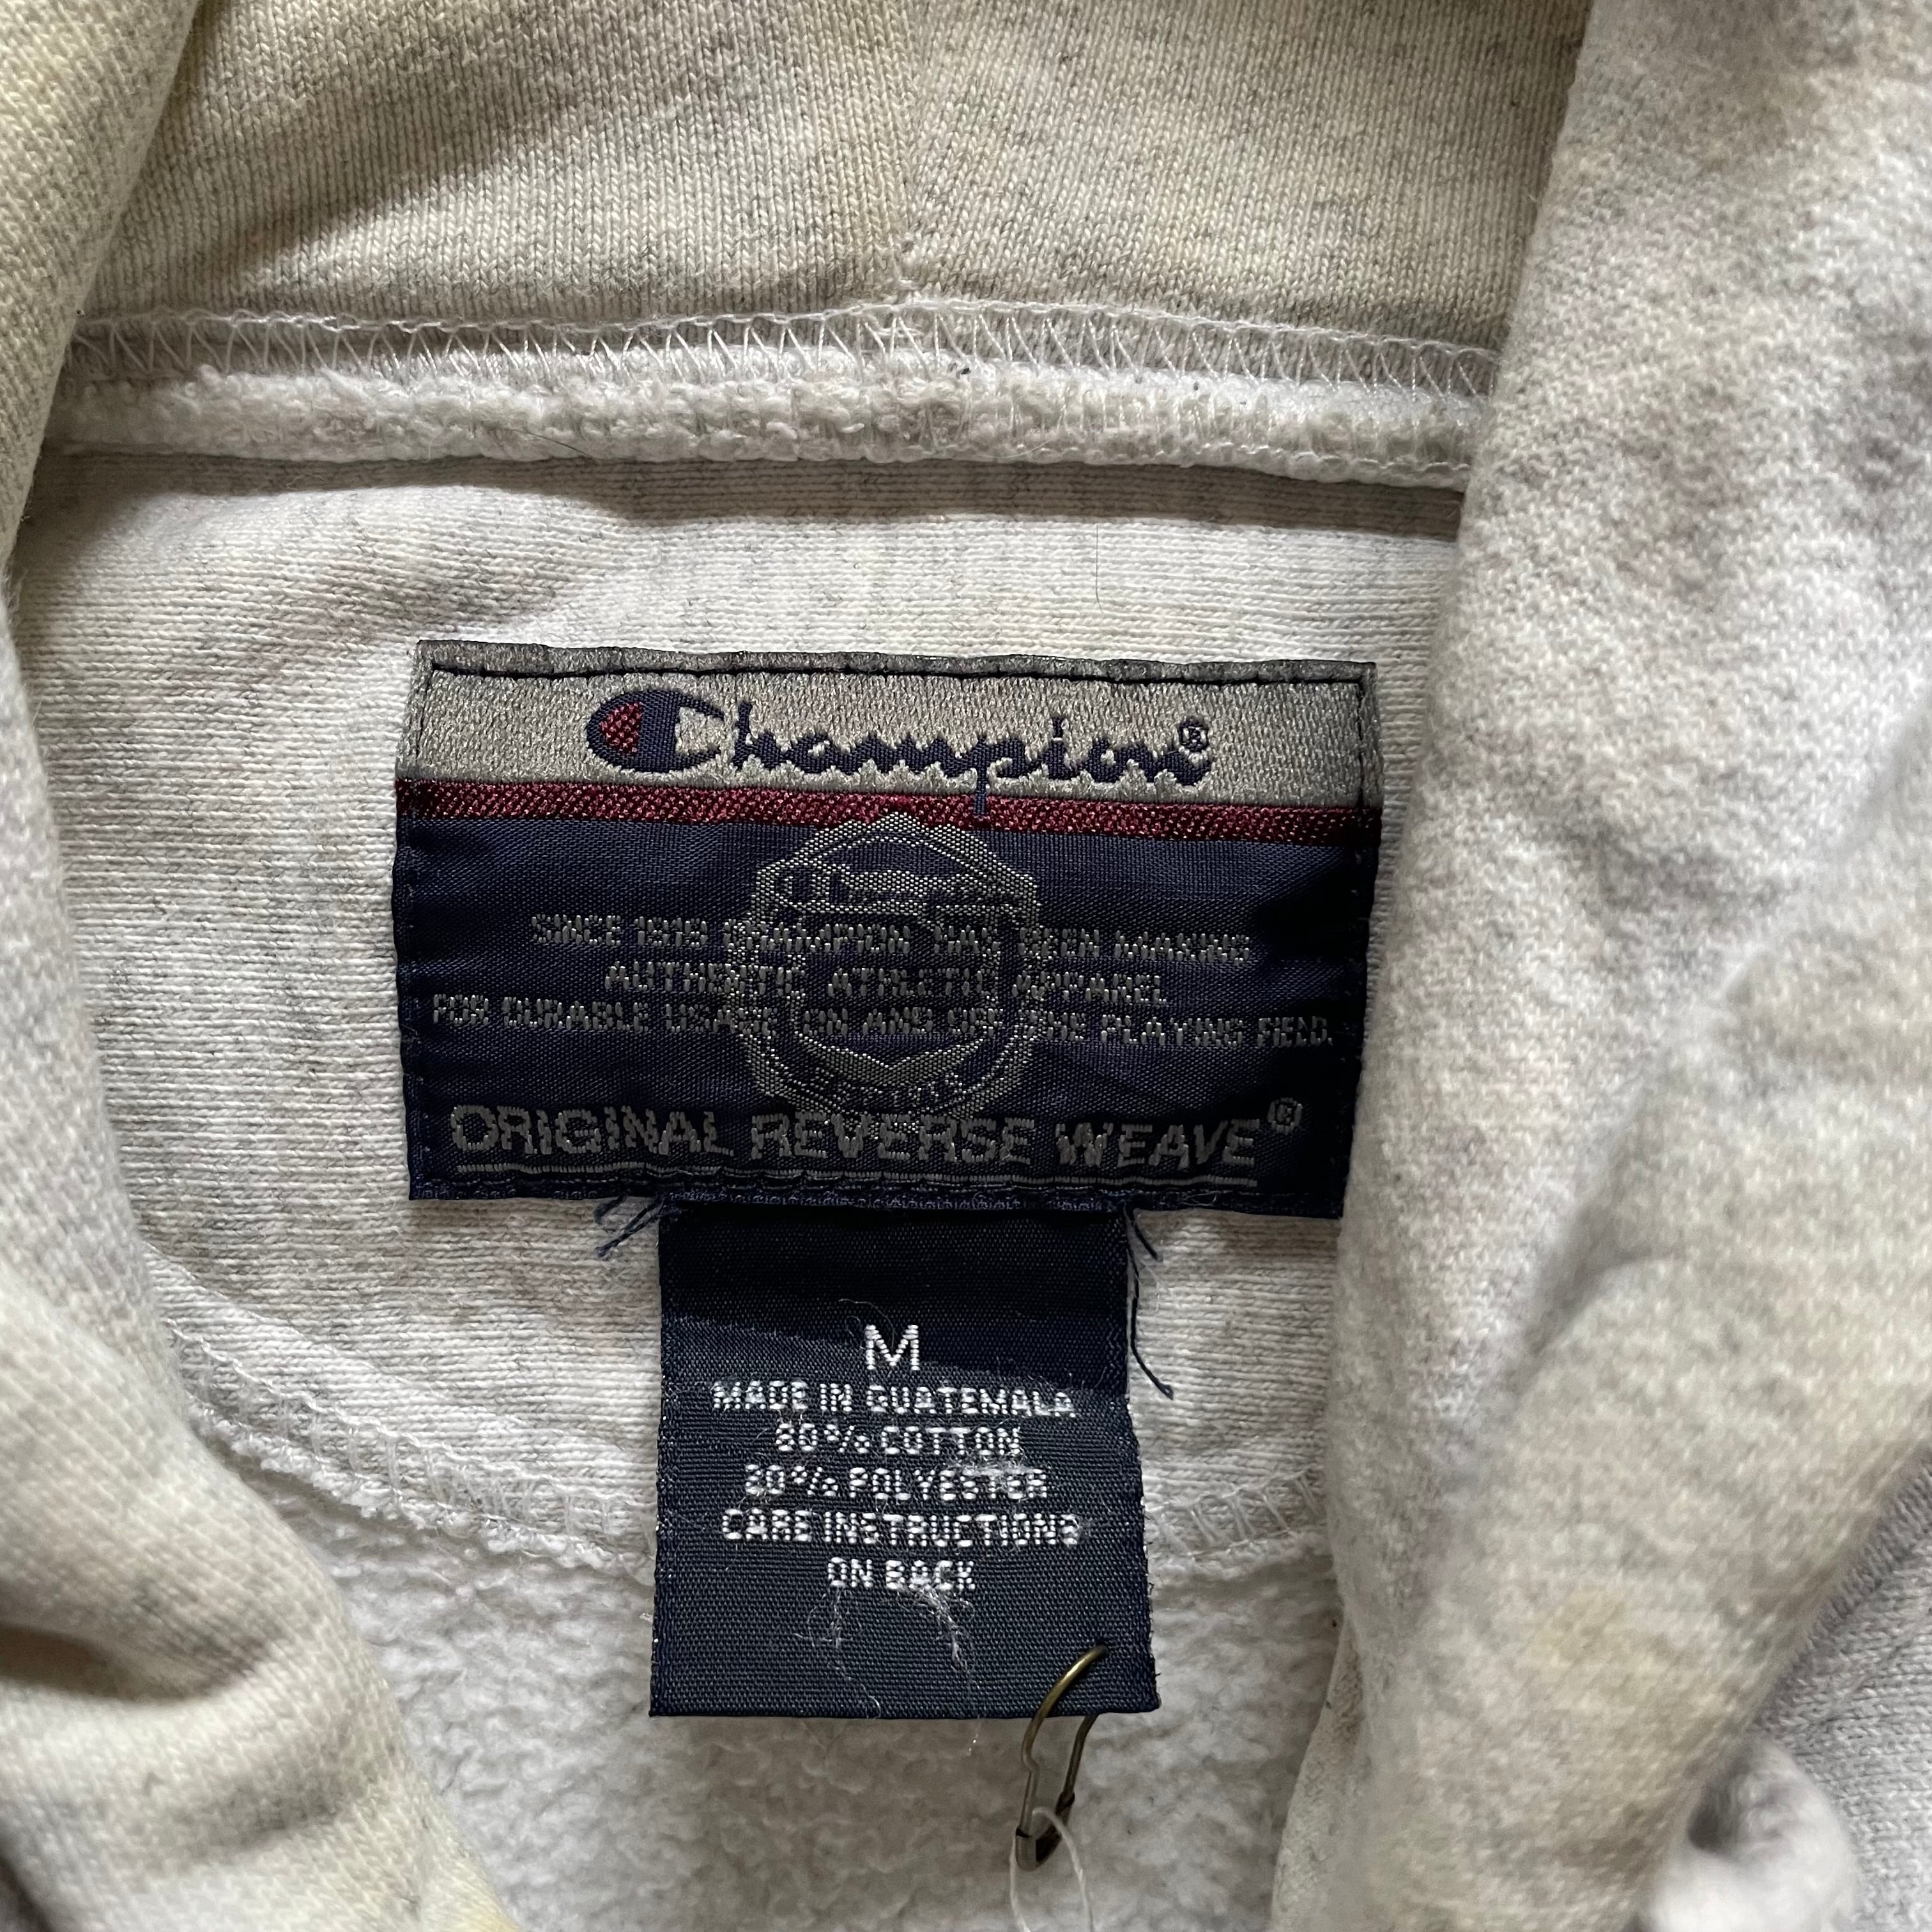 Champion®
SINCE 1919 CHAMPION HAS BEEN MAKING
AUTHENTIC ATHLETIC APPAREL
FOR DURABLE USAGE ON AND OFF THE PLAYING FIELD.
ORIGINAL REVERSE WEAVE®
M
MADE IN GUATEMALA
80% COTTON
20% POLYESTER
CARE INSTRUCTIONS
ON BACK